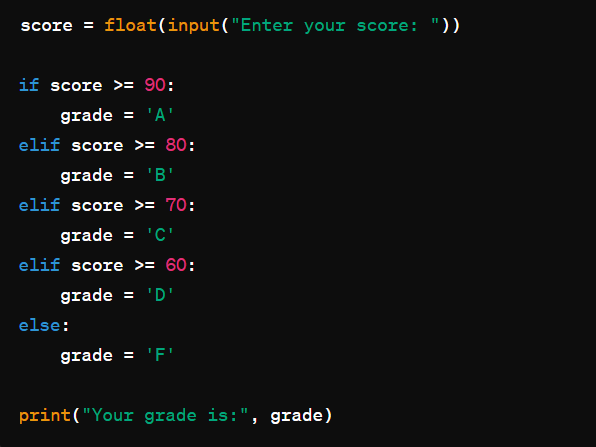 score = float(input("Enter your score: "))

if score >= 90:
    grade = 'A'
elif score >= 80:
    grade = 'B'
elif score >= 70:
    grade = 'C'
elif score >= 60:
    grade = 'D'
else:
    grade = 'F'

print("Your grade is:", grade)